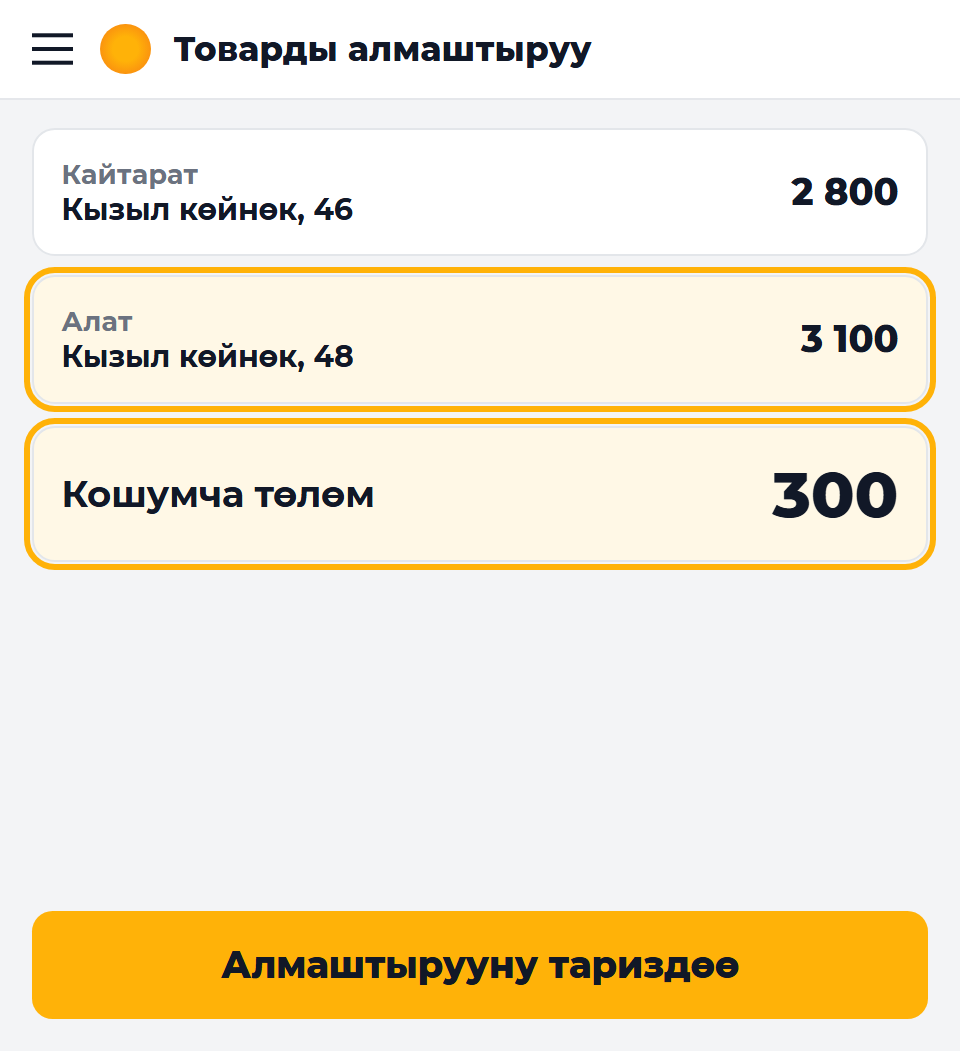 Товарды алмаштыруу
Кайтарат
Кызыл көйнөк, 46
2 800
Алат
Кызыл көйнөк, 48
3 100
Кошумча төлөм
300
Алмаштырууну тариздөө